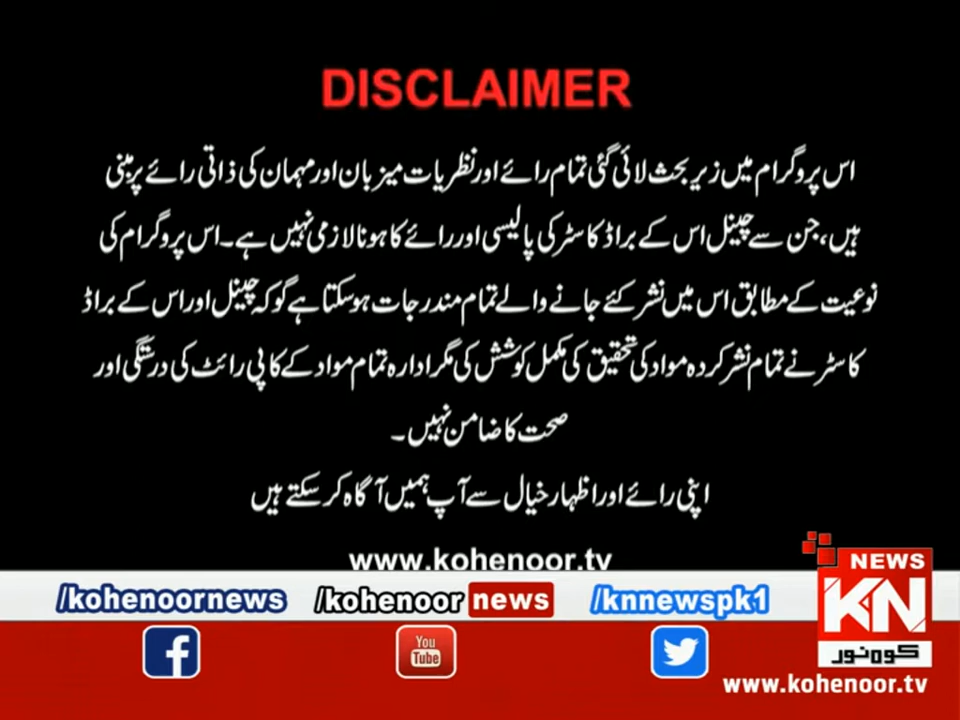 DISCLAIMER
اس پروگرام میں زیرِ بحث لائی گئی تمام رائے اور نظریات میزبان اور مہمان کی ذاتی رائے پر مبنی
ہیں، جن سے چینل اس کے براڈ کاسٹر کی پالیسی اور رائے کا ہونا لازمی نہیں ہے۔ اس پروگرام کی
نوعیت کے مطابق اس میں نشر کئے جانے والے تمام مندرجات ہو سکتا ہے گو کہ چینل اور اس کے براڈ
کاسٹر نے تمام نشر کردہ مواد کی تحقیق کی مکمل کوشش کی مگر ادارہ تمام مواد کے کاپی رائٹ کی درستگی اور
صحت کا ضامن نہیں۔
اپنی رائے اور اظہار خیال سے آپ ہمیں آگاہ کر سکتے ہیں
www.kohenoor.tv
/kohenoornews /kohenoor news /knnewspk1
You Tube
NEWS
KN
کوہ نور
www.kohenoor.tv